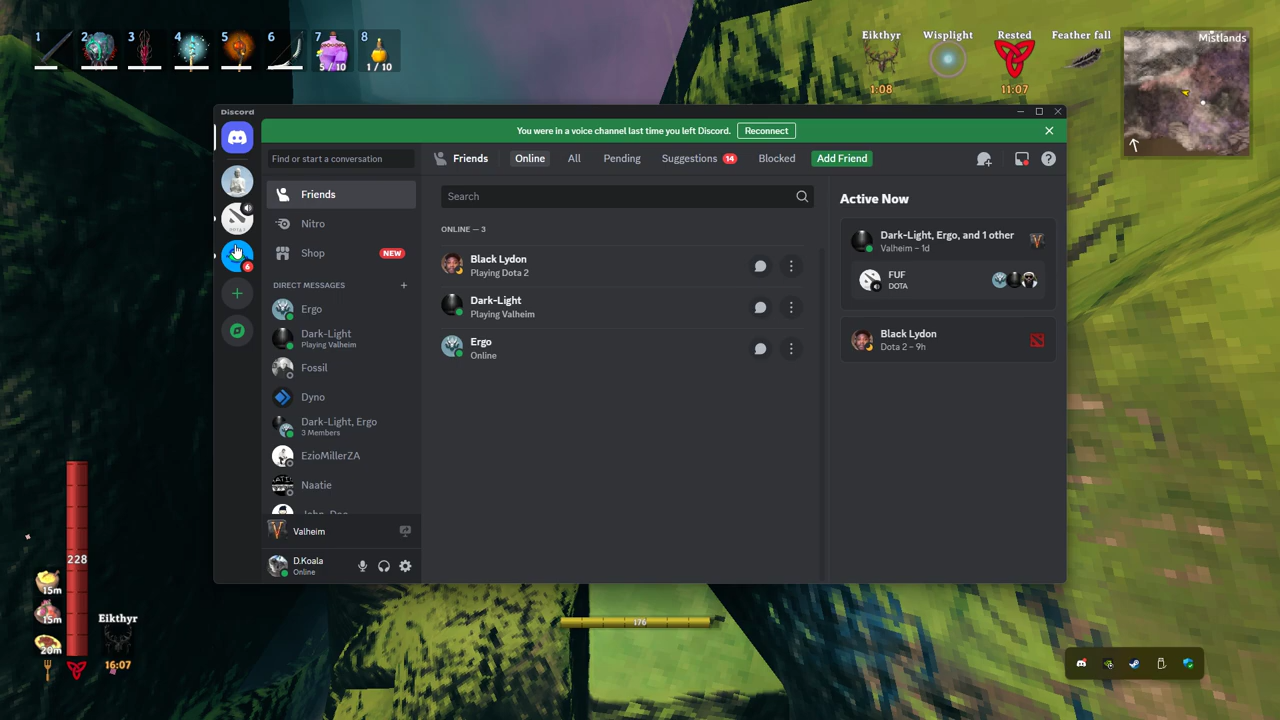 1 2 3 4 5 6 7 8
5 / 10
1 / 10
Eikthyr Wisplight Rested Feather fall
1:08 11:07
Mistlands
Discord
You were in a voice channel last time you left Discord. Reconnect
Find or start a conversation
Friends Online All Pending Suggestions 14 Blocked Add Friend
Friends
Nitro
Shop NEW
DIRECT MESSAGES
Ergo
Dark-Light
Playing Valheim
Fossil
Dyno
Dark-Light, Ergo
3 Members
EzioMillerZA
Naatie
Valheim
D.Koala
Online
6
Search
ONLINE — 3
Black Lydon
Playing Dota 2
Dark-Light
Playing Valheim
Ergo
Online
Active Now
Dark-Light, Ergo, and 1 other
Valheim – 1d
FUF
DOTA
Black Lydon
Dota 2 – 9h
228
15m
15m
20m
Eikthyr
16:07
176